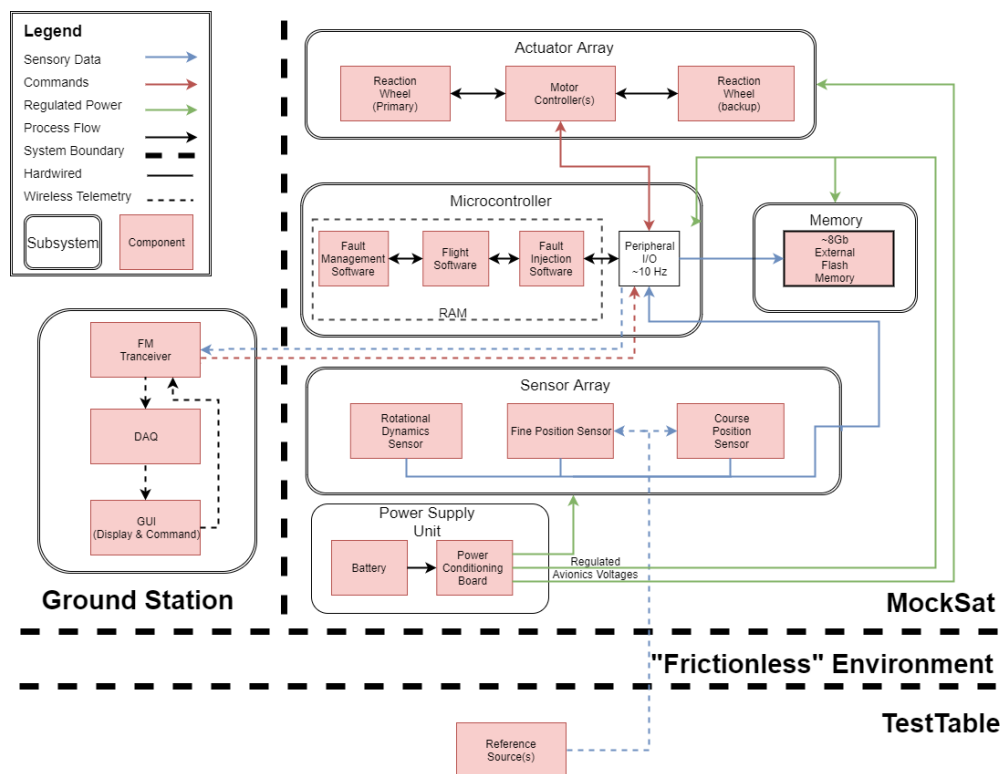 Legend
Sensory Data
Commands
Regulated Power
Process Flow
System Boundary
Hardwired
Wireless Telemetry
Subsystem
Component
Actuator Array
Reaction
Wheel
(Primary)
Motor
Controller(s)
Reaction
Wheel
(backup)
Microcontroller
Fault
Management
Software
Flight
Software
Fault
Injection
Software
Peripheral
I/O
~10 Hz
RAM
Memory
~8Gb
External
Flash
Memory
FM
Tranceiver
DAQ
GUI
(Display & Command)
Ground Station
Sensor Array
Rotational
Dynamics
Sensor
Fine Position Sensor
Course
Position
Sensor
Power Supply
Unit
Battery
Power
Conditioning
Board
Regulated
Avionics Voltages
MockSat
"Frictionless" Environment
TestTable
Reference
Source(s)